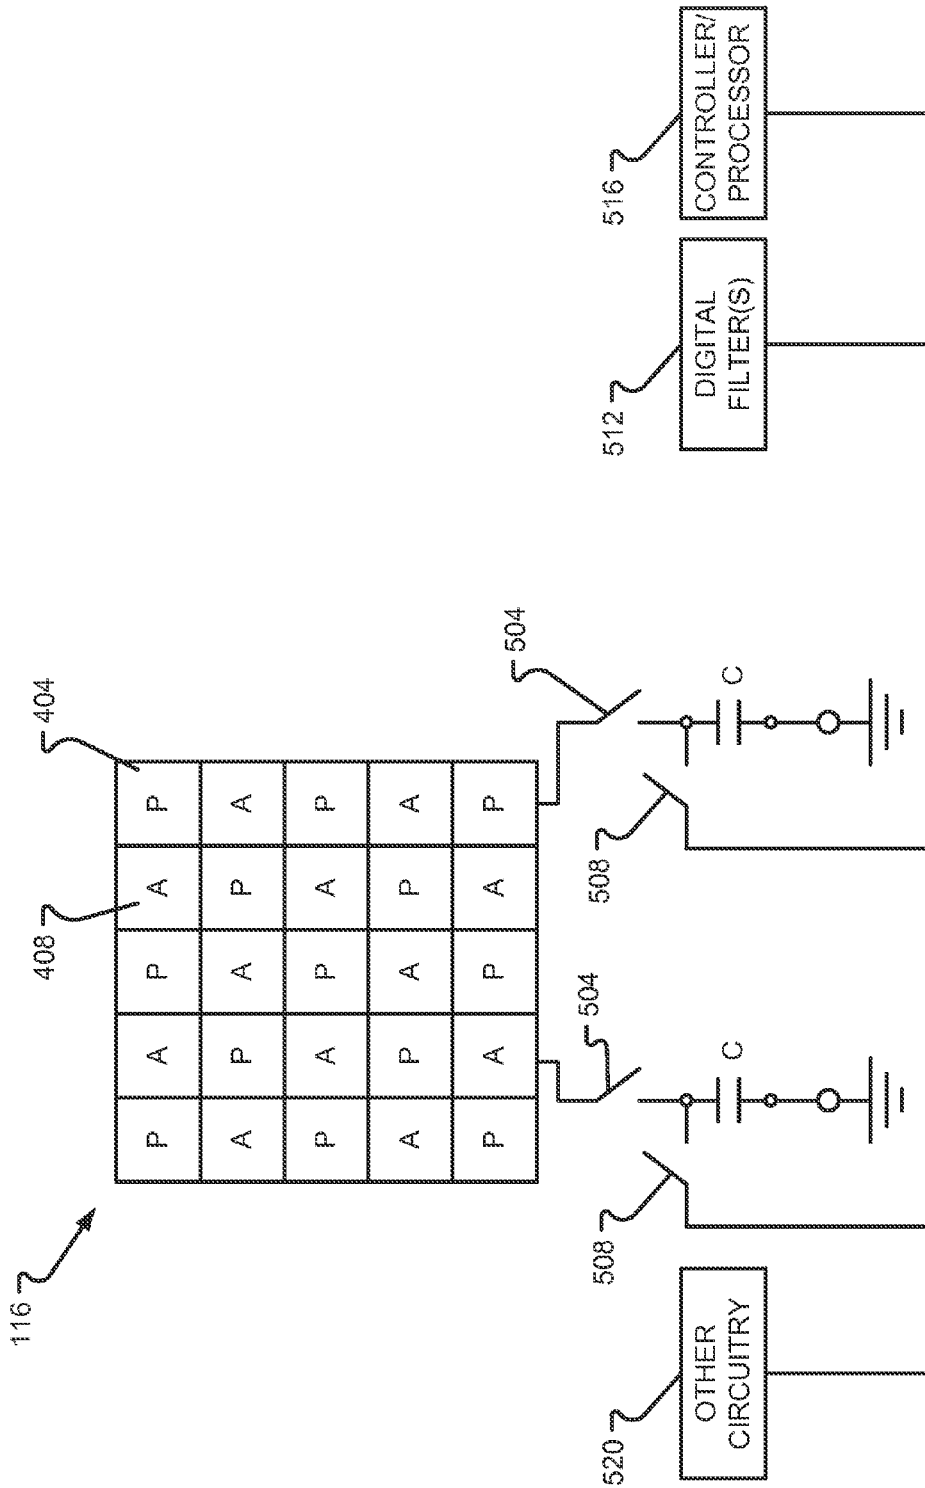 116
408
404
P A P A P
A P A P A
P A P A P
A P A P A
P A P A P
504
504
508
508
520
512
516
OTHER
CIRCUITRY
C
C
DIGITAL
FILTER(S)
CONTROLLER/
PROCESSOR